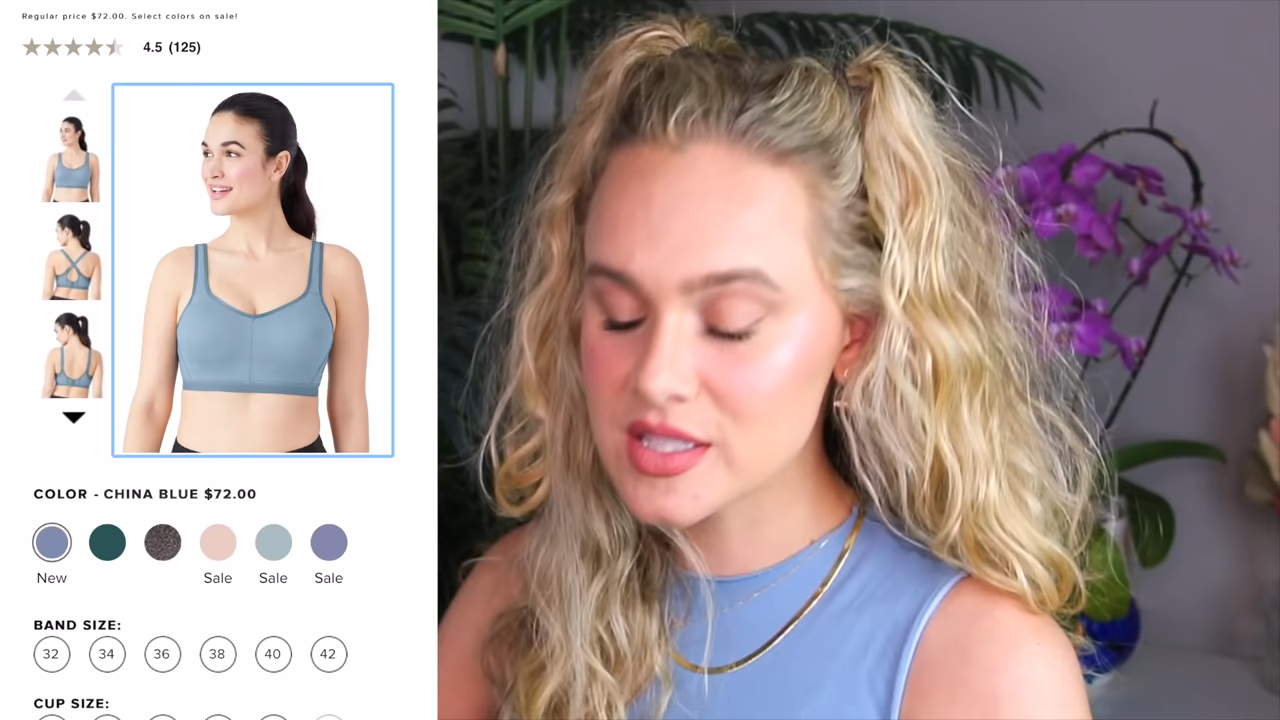 Regular price $72.00. Select colors on sale!
4.5 (125)
COLOR - CHINA BLUE $72.00
New Sale Sale Sale
BAND SIZE:
32 34 36 38 40 42
CUP SIZE: